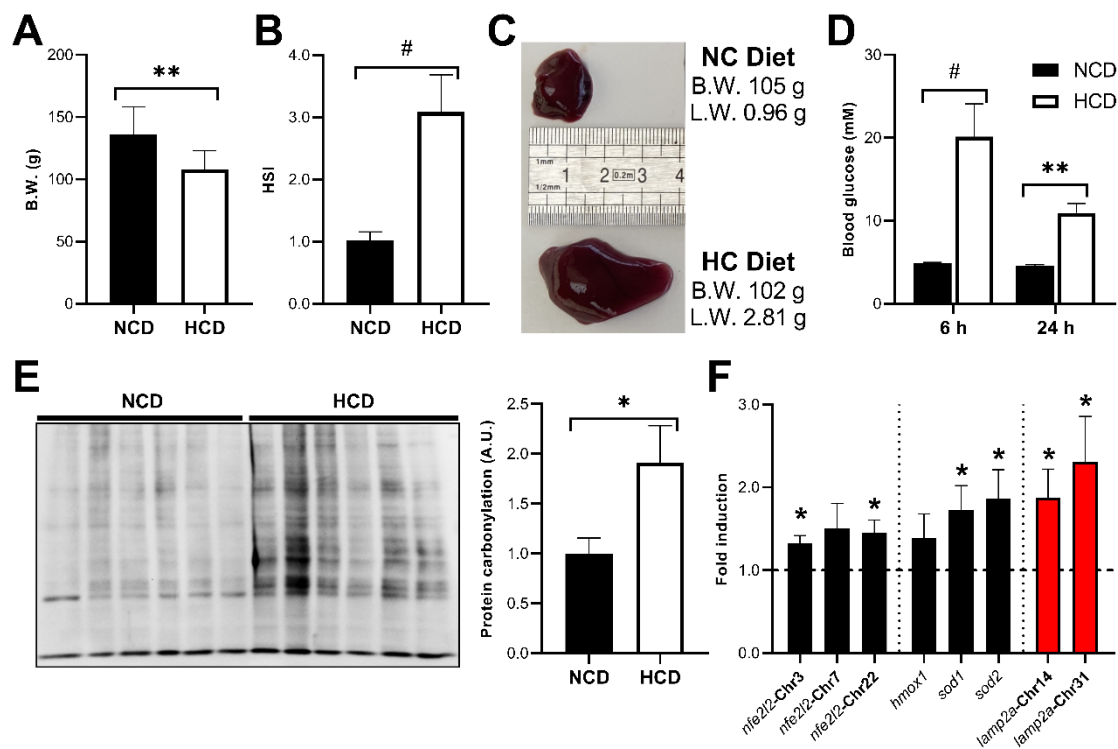 A
200
150
100
50
0
B.W. (g)
**
NCD
HCD
B
4.0
3.0
2.0
1.0
0.0
HSI
#
NCD
HCD
C
NC Diet
B.W. 105 g
L.W. 0.96 g
1mm
1 2 0.2m 3 4
1/2mm
HC Diet
B.W. 102 g
L.W. 2.81 g
D
NCD
HCD
30
20
10
0
Blood glucose (mM)
#
**
6 h
24 h
E
NCD
HCD
2.5
2.0
1.5
1.0
0.5
0.0
Protein carbonylation (A.U.)
*
NCD
HCD
F
3.0
2.0
1.0
0.0
Fold induction
* * * * * *
nfe2l2-Chr3
nfe2l2-Chr7
nfe2l2-Chr22
hmox1
sod1
sod2
lamp2a-Chr14
lamp2a-Chr31